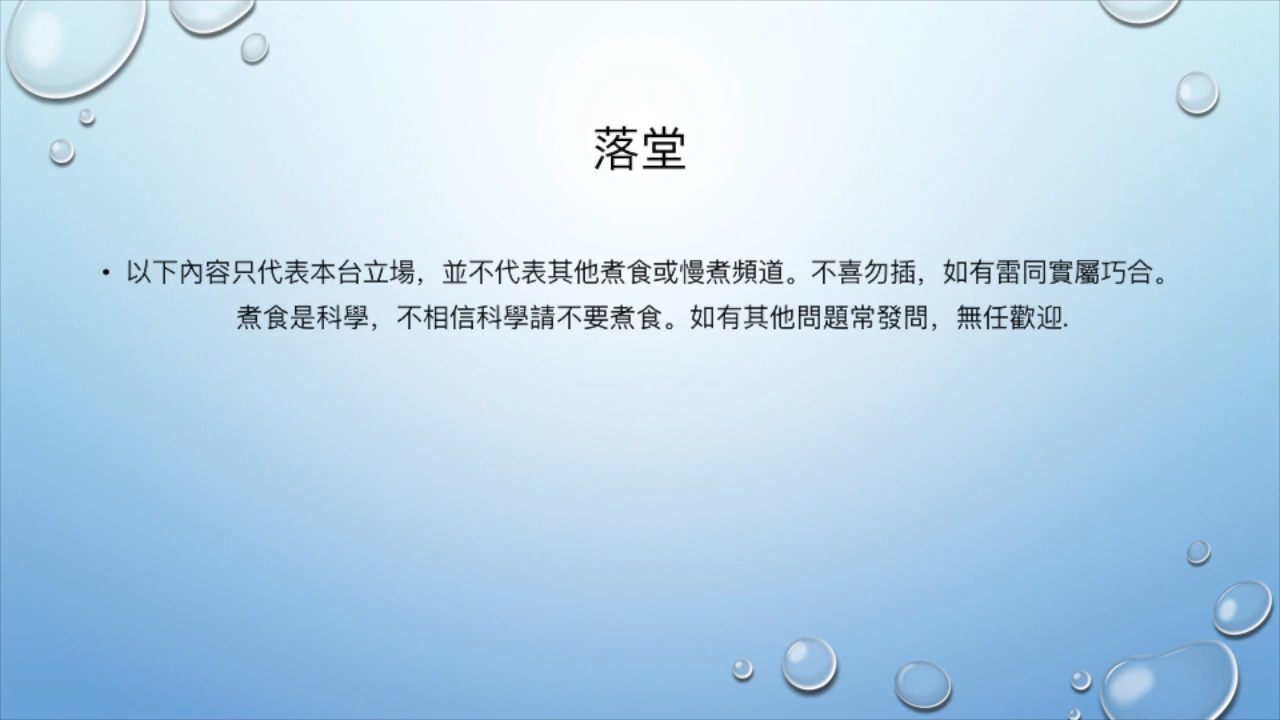 落堂
• 以下內容只代表本台立場，並不代表其他煮食或慢煮頻道。不喜勿插，如有雷同實屬巧合。
煮食是科學，不相信科學請不要煮食。如有其他問題常發問，無任歡迎.